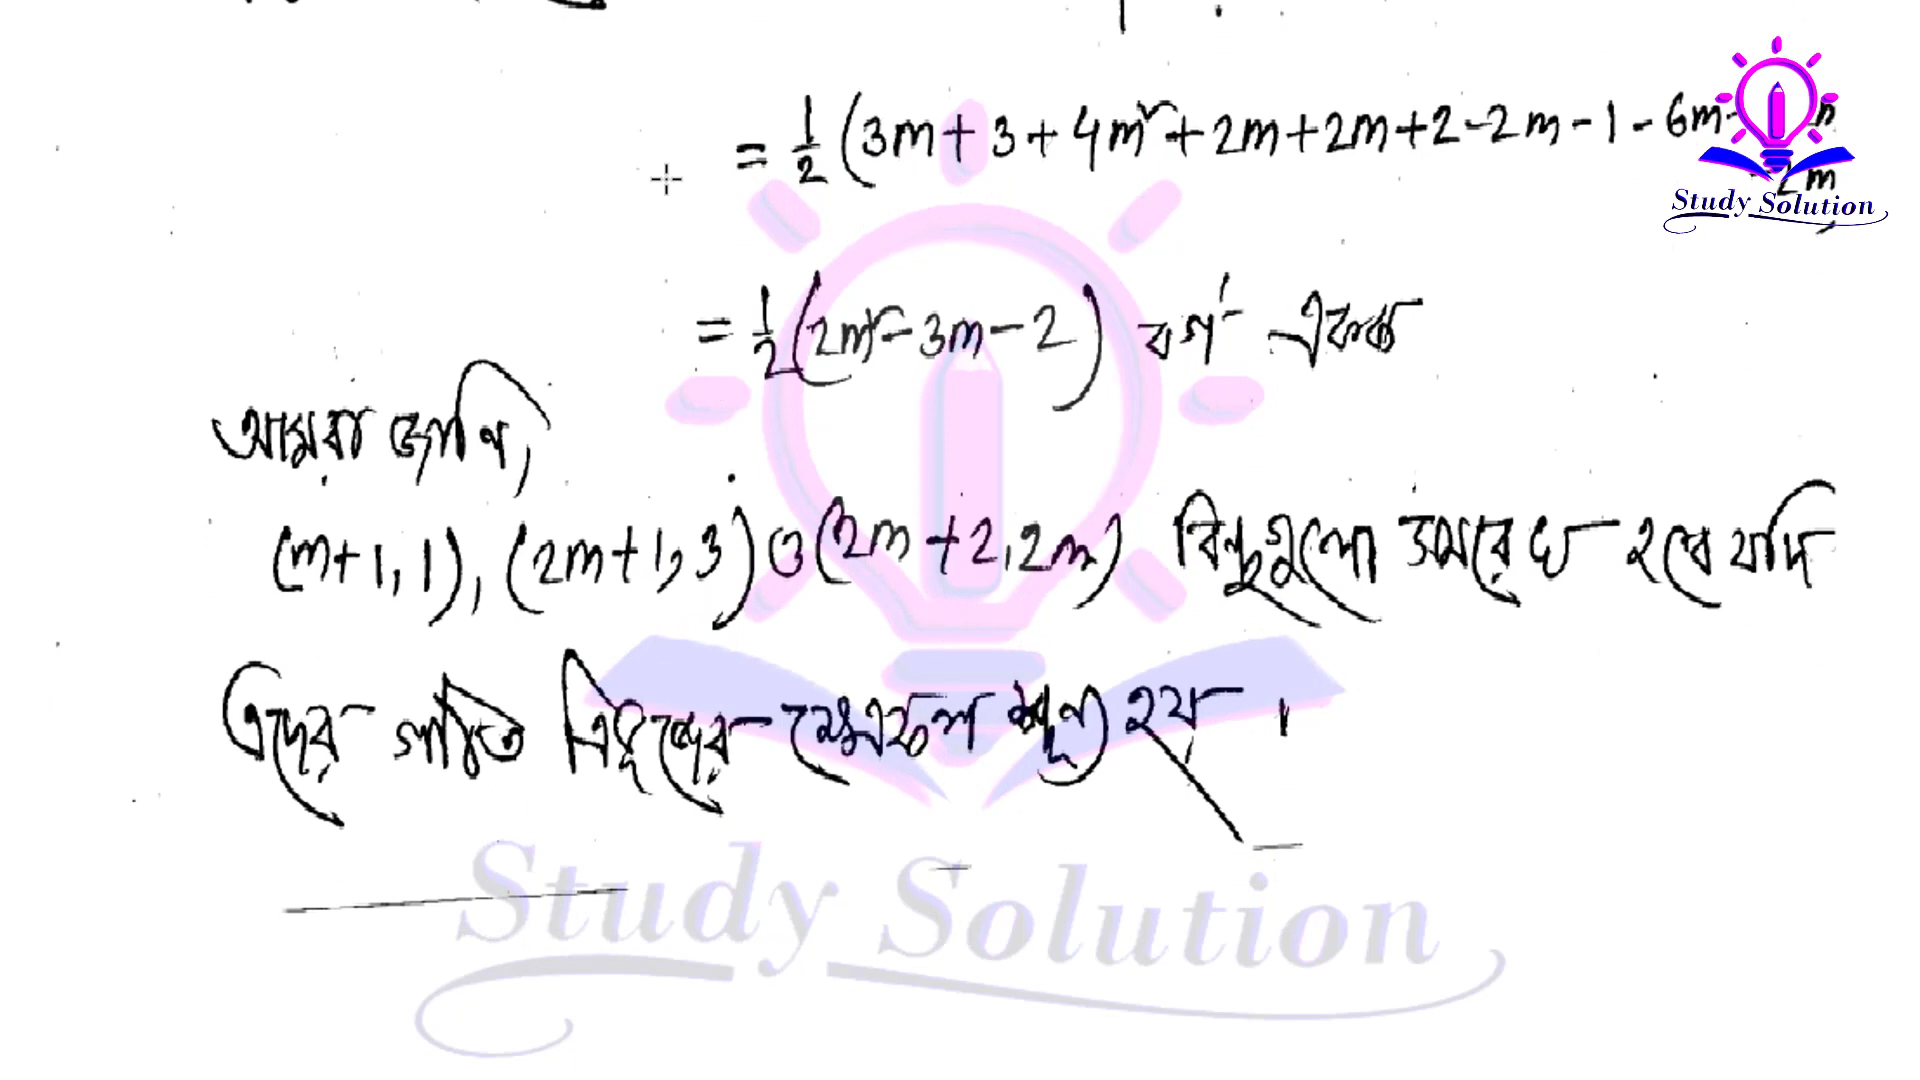 = 1/2 (3m + 3 + 4m² + 2m + 2m + 2 - 2m - 1 - 6m
2m
Study Solution
= 1/2 (2m² - 3m - 2) বর্গ একক
আমরা জানি,
(m+1, 1), (2m+1, 3) ও (2m+2, 2m) বিন্দুগুলো সমরেখ হবে যদি
এদের গঠিত ত্রিভুজের ক্ষেত্রফল শূন্য হয় ।
Study Solution